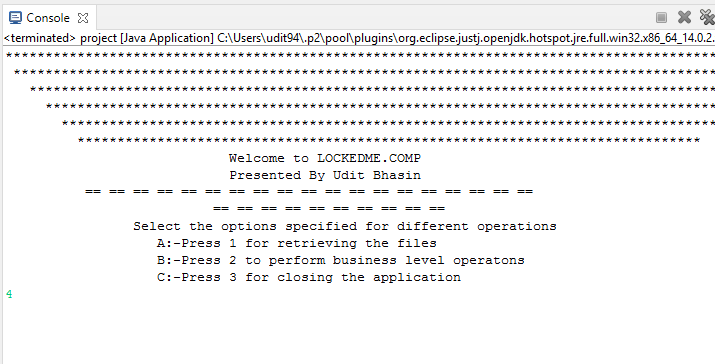 Console
<terminated> project [Java Application] C:\Users\udit94\.p2\pool\plugins\org.eclipse.justj.openjdk.hotspot.jre.full.win32.x86_64_14.0.2.
******************************************************************************************
*****************************************************************************************
***************************************************************************************
*************************************************************************************
***********************************************************************************
******************************************************************************
Welcome to LOCKEDME.COMP
Presented By Udit Bhasin
== == == == == == == == == == == == == == == == == == ==
== == == == == == == == == ==
Select the options specified for different operations
A:-Press 1 for retrieving the files
B:-Press 2 to perform business level operatons
C:-Press 3 for closing the application
4